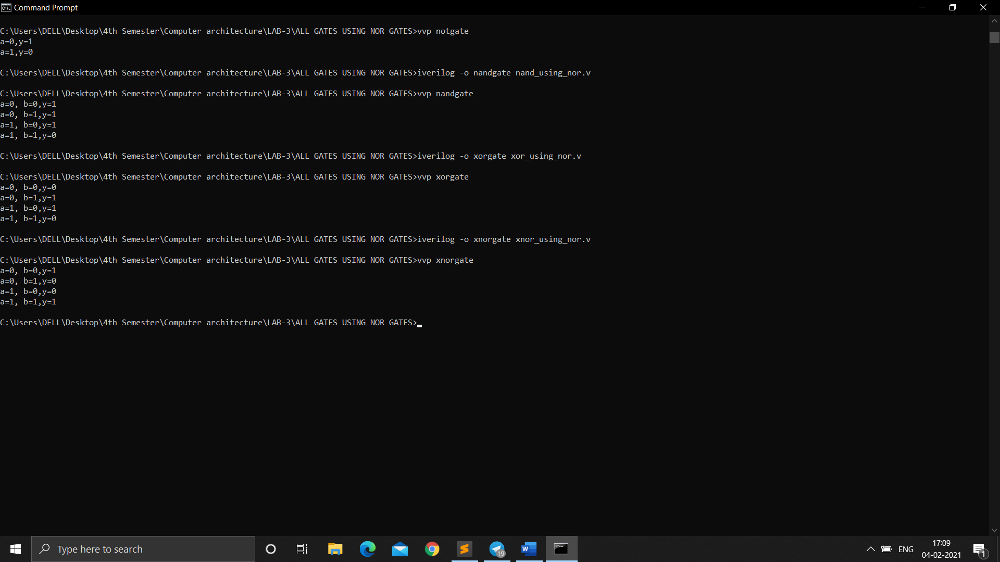 Command Prompt
C:\Users\DELL\Desktop\4th Semester\Computer architecture\LAB-3\ALL GATES USING NOR GATES>vvp notgate
a=0,y=1
a=1,y=0
C:\Users\DELL\Desktop\4th Semester\Computer architecture\LAB-3\ALL GATES USING NOR GATES>iverilog -o nandgate nand_using_nor.v
C:\Users\DELL\Desktop\4th Semester\Computer architecture\LAB-3\ALL GATES USING NOR GATES>vvp nandgate
a=0, b=0,y=1
a=0, b=1,y=1
a=1, b=0,y=1
a=1, b=1,y=0
C:\Users\DELL\Desktop\4th Semester\Computer architecture\LAB-3\ALL GATES USING NOR GATES>iverilog -o xorgate xor_using_nor.v
C:\Users\DELL\Desktop\4th Semester\Computer architecture\LAB-3\ALL GATES USING NOR GATES>vvp xorgate
a=0, b=0,y=0
a=0, b=1,y=1
a=1, b=0,y=1
a=1, b=1,y=0
C:\Users\DELL\Desktop\4th Semester\Computer architecture\LAB-3\ALL GATES USING NOR GATES>iverilog -o xnorgate xnor_using_nor.v
C:\Users\DELL\Desktop\4th Semester\Computer architecture\LAB-3\ALL GATES USING NOR GATES>vvp xnorgate
a=0, b=0,y=1
a=0, b=1,y=0
a=1, b=0,y=0
a=1, b=1,y=1
C:\Users\DELL\Desktop\4th Semester\Computer architecture\LAB-3\ALL GATES USING NOR GATES>
Type here to search
19
W
ENG
17:09
04-02-2021
1